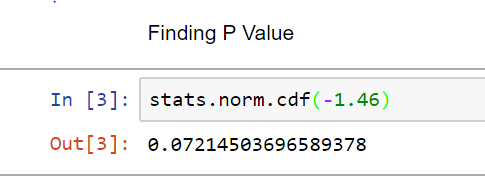 Finding P Value
In [3]: stats.norm.cdf(-1.46)
Out[3]: 0.07214503696589378